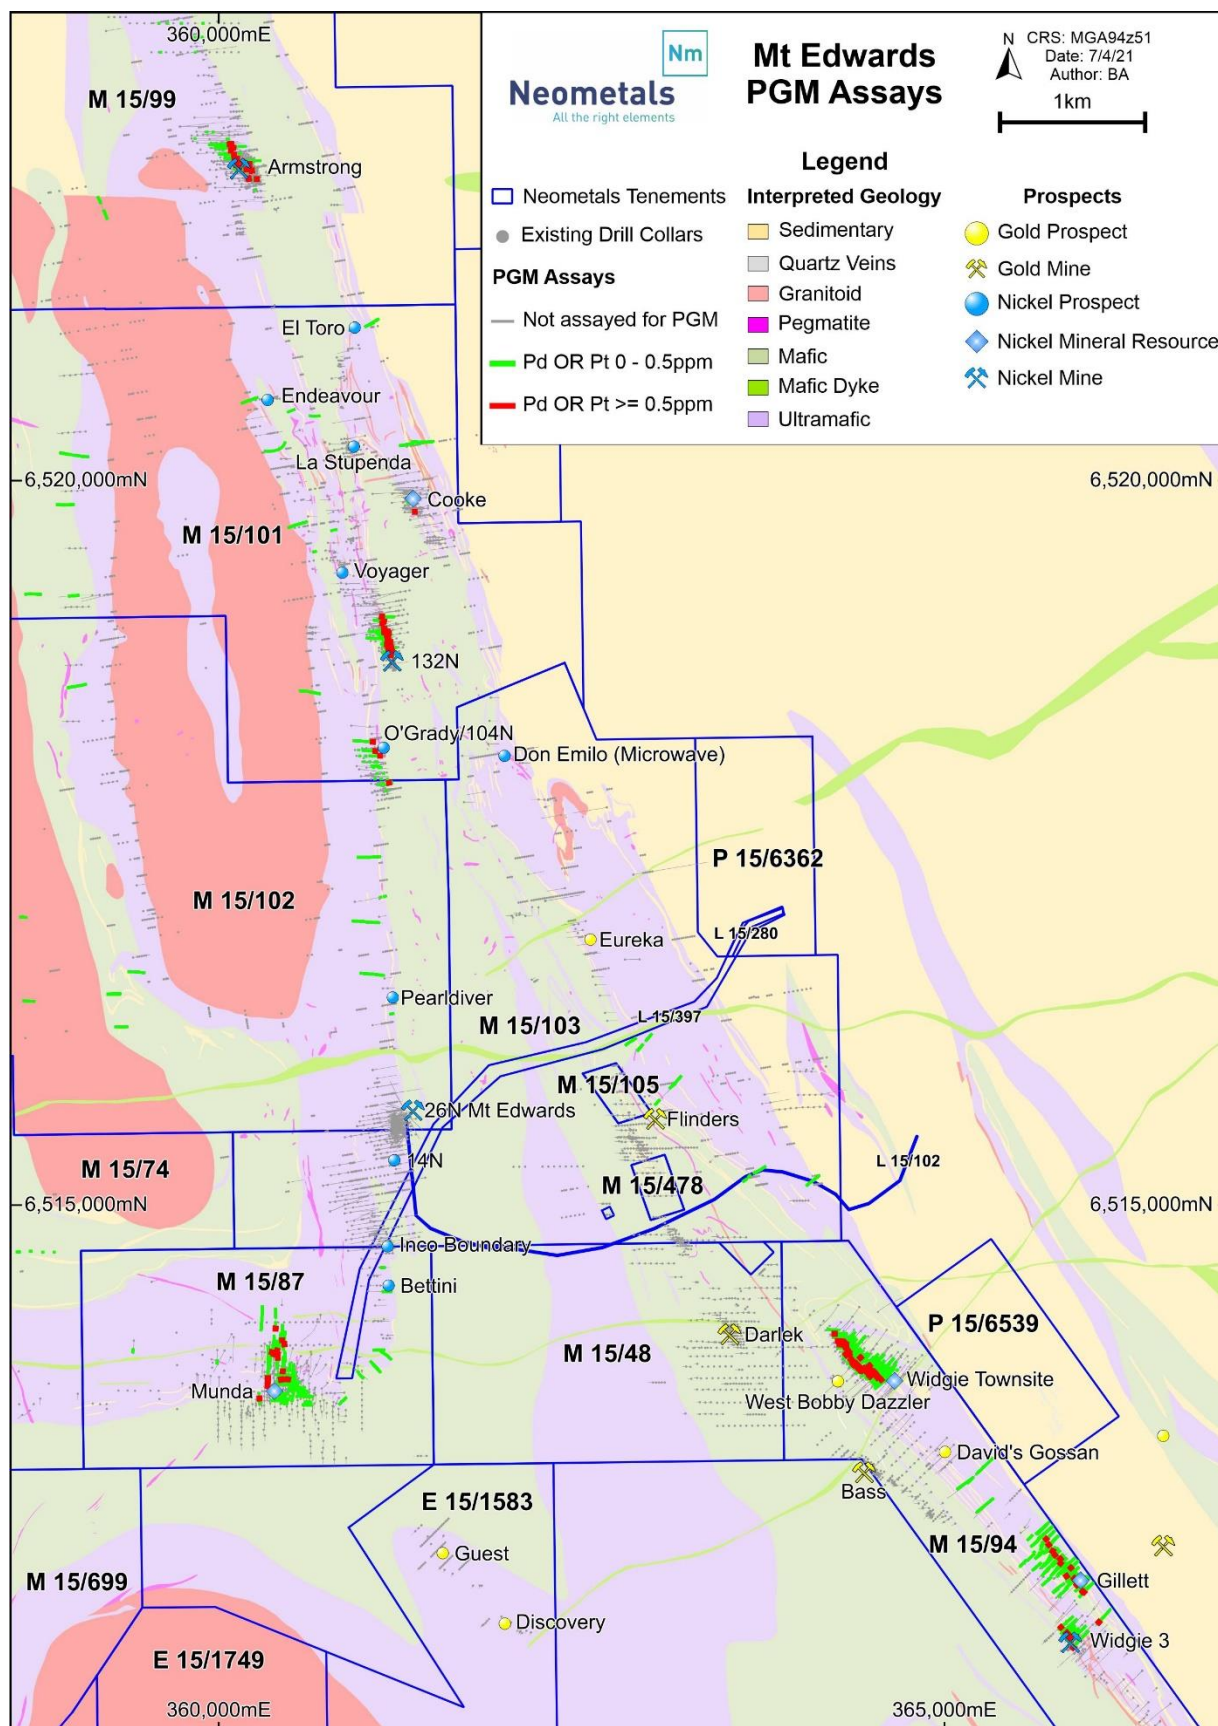 360,000mE
M 15/99
Armstrong
Nm
Neometals
All the right elements
Mt Edwards
PGM Assays
N
CRS: MGA94z51
Date: 7/4/21
Author: BA
1km
Legend
Neometals Tenements
Existing Drill Collars
PGM Assays
Not assayed for PGM
Pd OR Pt 0 - 0.5ppm
Pd OR Pt >= 0.5ppm
Interpreted Geology
Sedimentary
Quartz Veins
Granitoid
Pegmatite
Mafic
Mafic Dyke
Ultramafic
Prospects
Gold Prospect
Gold Mine
Nickel Prospect
Nickel Mineral Resource
Nickel Mine
El Toro
Endeavour
La Stupenda
6,520,000mN
6,520,000mN
Cooke
M 15/101
Voyager
132N
O'Grady/104N
Don Emilo (Microwave)
P 15/6362
M 15/102
L 15/280
Eureka
Pearldiver
L 15/397
M 15/103
M 15/105
26N Mt Edwards
Flinders
14N
L 15/102
M 15/74
M 15/478
6,515,000mN
6,515,000mN
Inco Boundary
M 15/87
Bettini
P 15/6539
Darlek
M 15/48
Munda
Widgie Townsite
West Bobby Dazzler
David's Gossan
Bass
E 15/1583
M 15/94
Guest
M 15/699
Gillett
Discovery
Widgie 3
E 15/1749
360,000mE
365,000mE